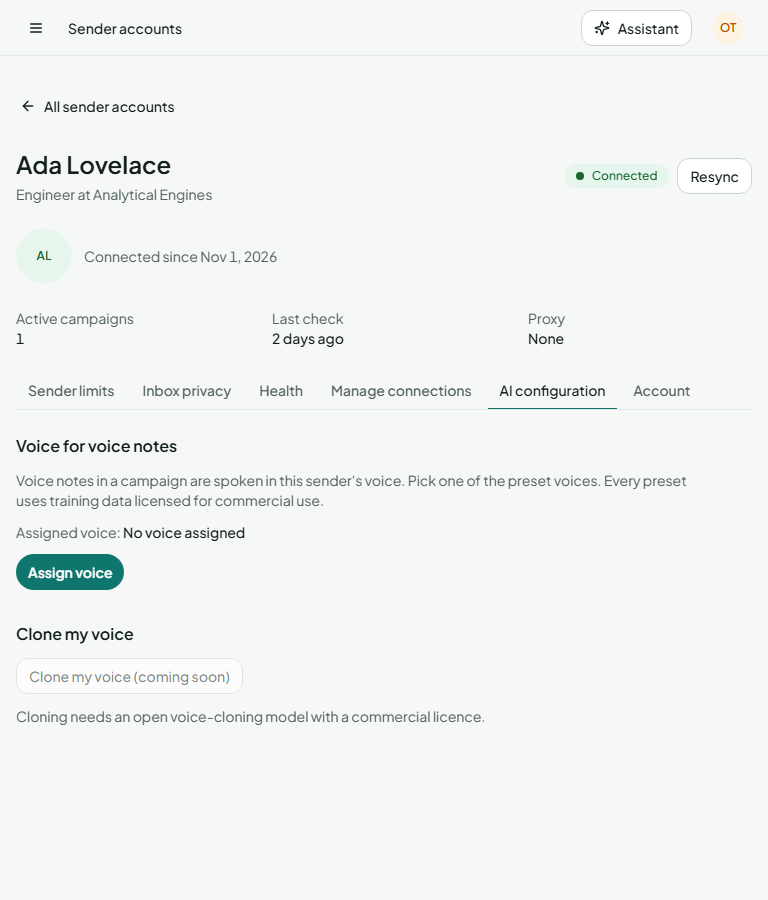 Sender accounts
Assistant
OT
All sender accounts
Ada Lovelace
Engineer at Analytical Engines
Connected
Resync
AL
Connected since Nov 1, 2026
Active campaigns
1
Last check
2 days ago
Proxy
None
Sender limits
Inbox privacy
Health
Manage connections
AI configuration
Account
Voice for voice notes
Voice notes in a campaign are spoken in this sender's voice. Pick one of the preset voices. Every preset
uses training data licensed for commercial use.
Assigned voice: No voice assigned
Assign voice
Clone my voice
Clone my voice (coming soon)
Cloning needs an open voice-cloning model with a commercial licence.